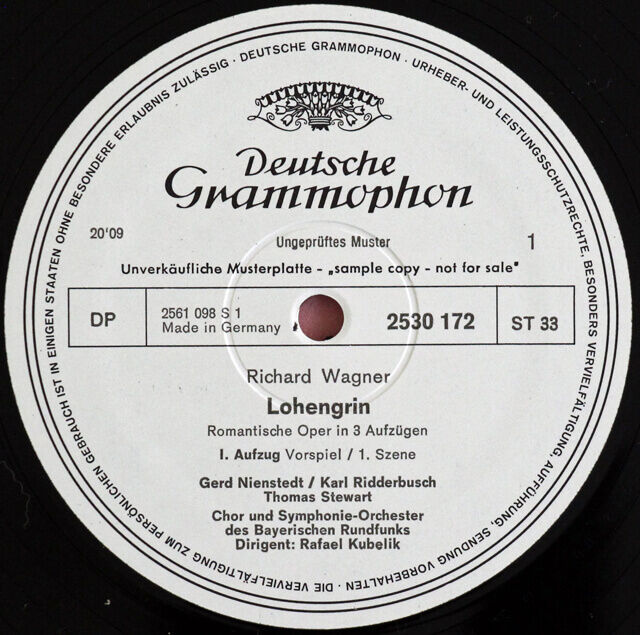 DEUTSCHE GRAMMOPHON · URHEBER- UND LEISTUNGSSCHUTZRECHTE, BESONDERS VERVIELFÄLTIGUNG, AUFFÜHRUNG, SENDUNG VORBEHALTEN · DIE VERVIELFÄLTIGUNG ZUM PERSÖNLICHEN GEBRAUCH IST IN EINIGEN STAATEN OHNE BESONDERE ERLAUBNIS ZULÄSSIG ·
Deutsche
Grammophon
20'09
Ungeprüftes Muster
1
Unverkäufliche Musterplatte - „sample copy - not for sale"
DP
2561 098 S 1
Made in Germany
2530 172
ST 33
Richard Wagner
Lohengrin
Romantische Oper in 3 Aufzügen
I. Aufzug Vorspiel / 1. Szene
Gerd Nienstedt / Karl Ridderbusch
Thomas Stewart
Chor und Symphonie-Orchester
des Bayerischen Rundfunks
Dirigent: Rafael Kubelik